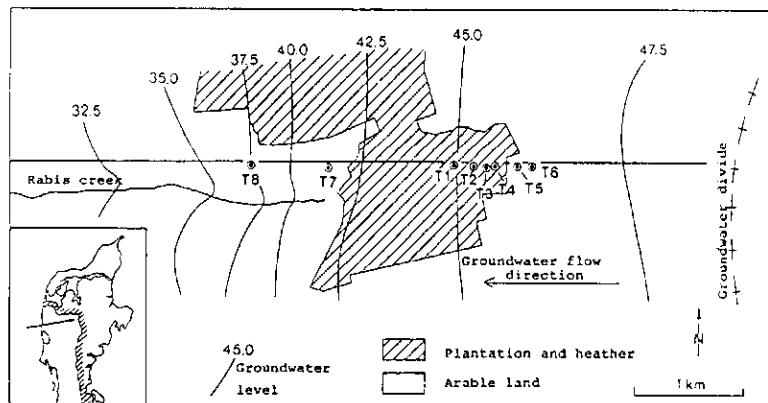 32.5
35.0
37.5
40.0
42.5
45.0
47.5
Rabis creek
T8
T7
T1
T2
T3
T4
T5
T6
Groundwater flow
direction
Groundwater divide
N
45.0
Groundwater
level
Plantation and heather
Arable land
1km